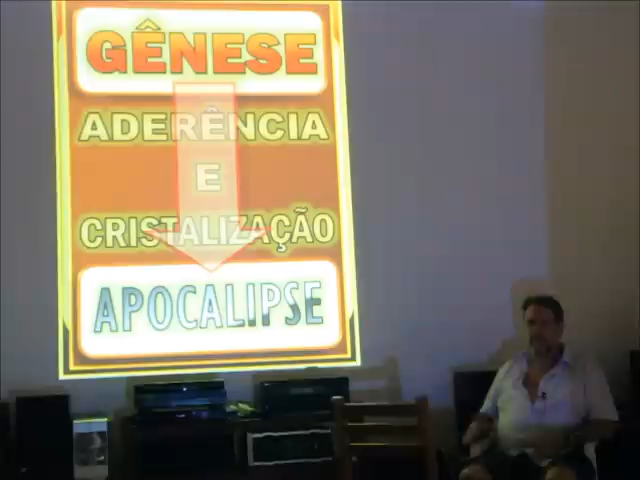 GÊNESE
ADERÊNCIA
E
CRISTALIZAÇÃO
APOCALIPSE